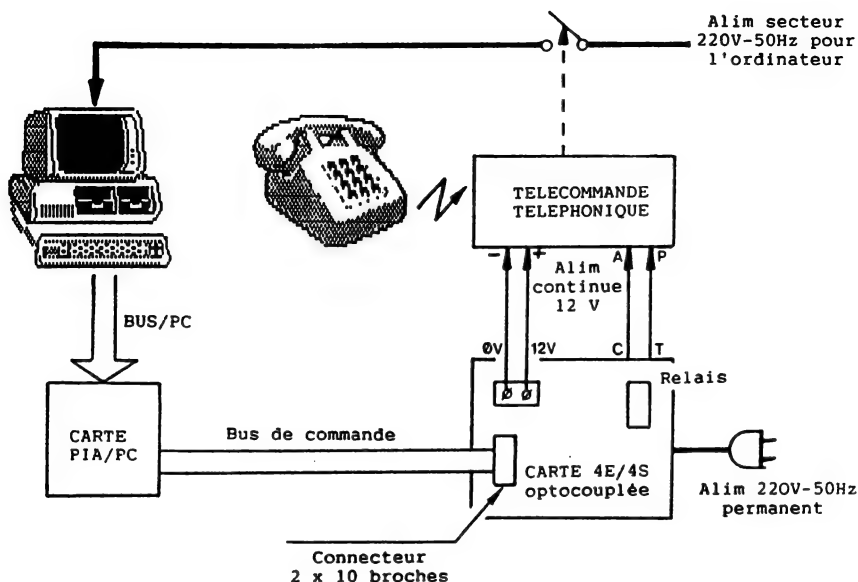 Alim secteur
220V-50Hz pour
l'ordinateur
TELECOMMANDE
TELEPHONIQUE
- + A P
Alim
continue
12 V
BUS/PC
0V 12V C T
Relais
CARTE
PIA/PC
Bus de commande
CARTE 4E/4S
optocouplée
Alim 220V-50Hz
permanent
Connecteur
2 x 10 broches